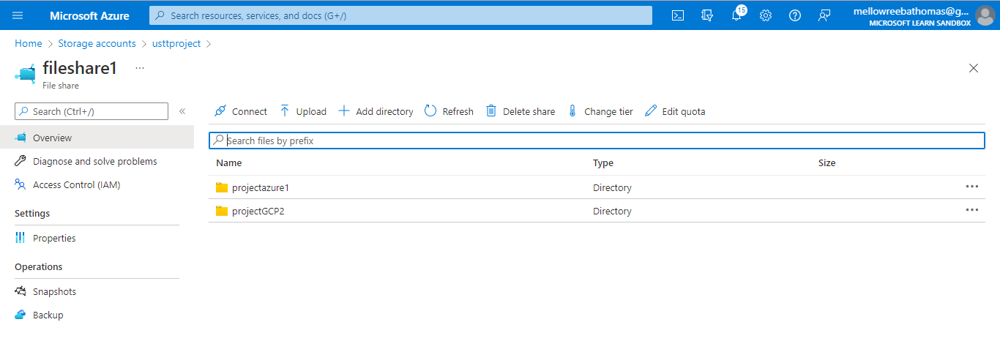 Microsoft Azure
Search resources, services, and docs (G+/)
15
mellowreebathomas@g...
MICROSOFT LEARN SANDBOX
Home > Storage accounts > usttproject >
fileshare1 ...
File share
Search (Ctrl+/) «
Overview
Diagnose and solve problems
Access Control (IAM)
Settings
Properties
Operations
Snapshots
Backup
Connect Upload Add directory Refresh Delete share Change tier Edit quota
Search files by prefix
Name Type Size
projectazure1 Directory ...
projectGCP2 Directory ...